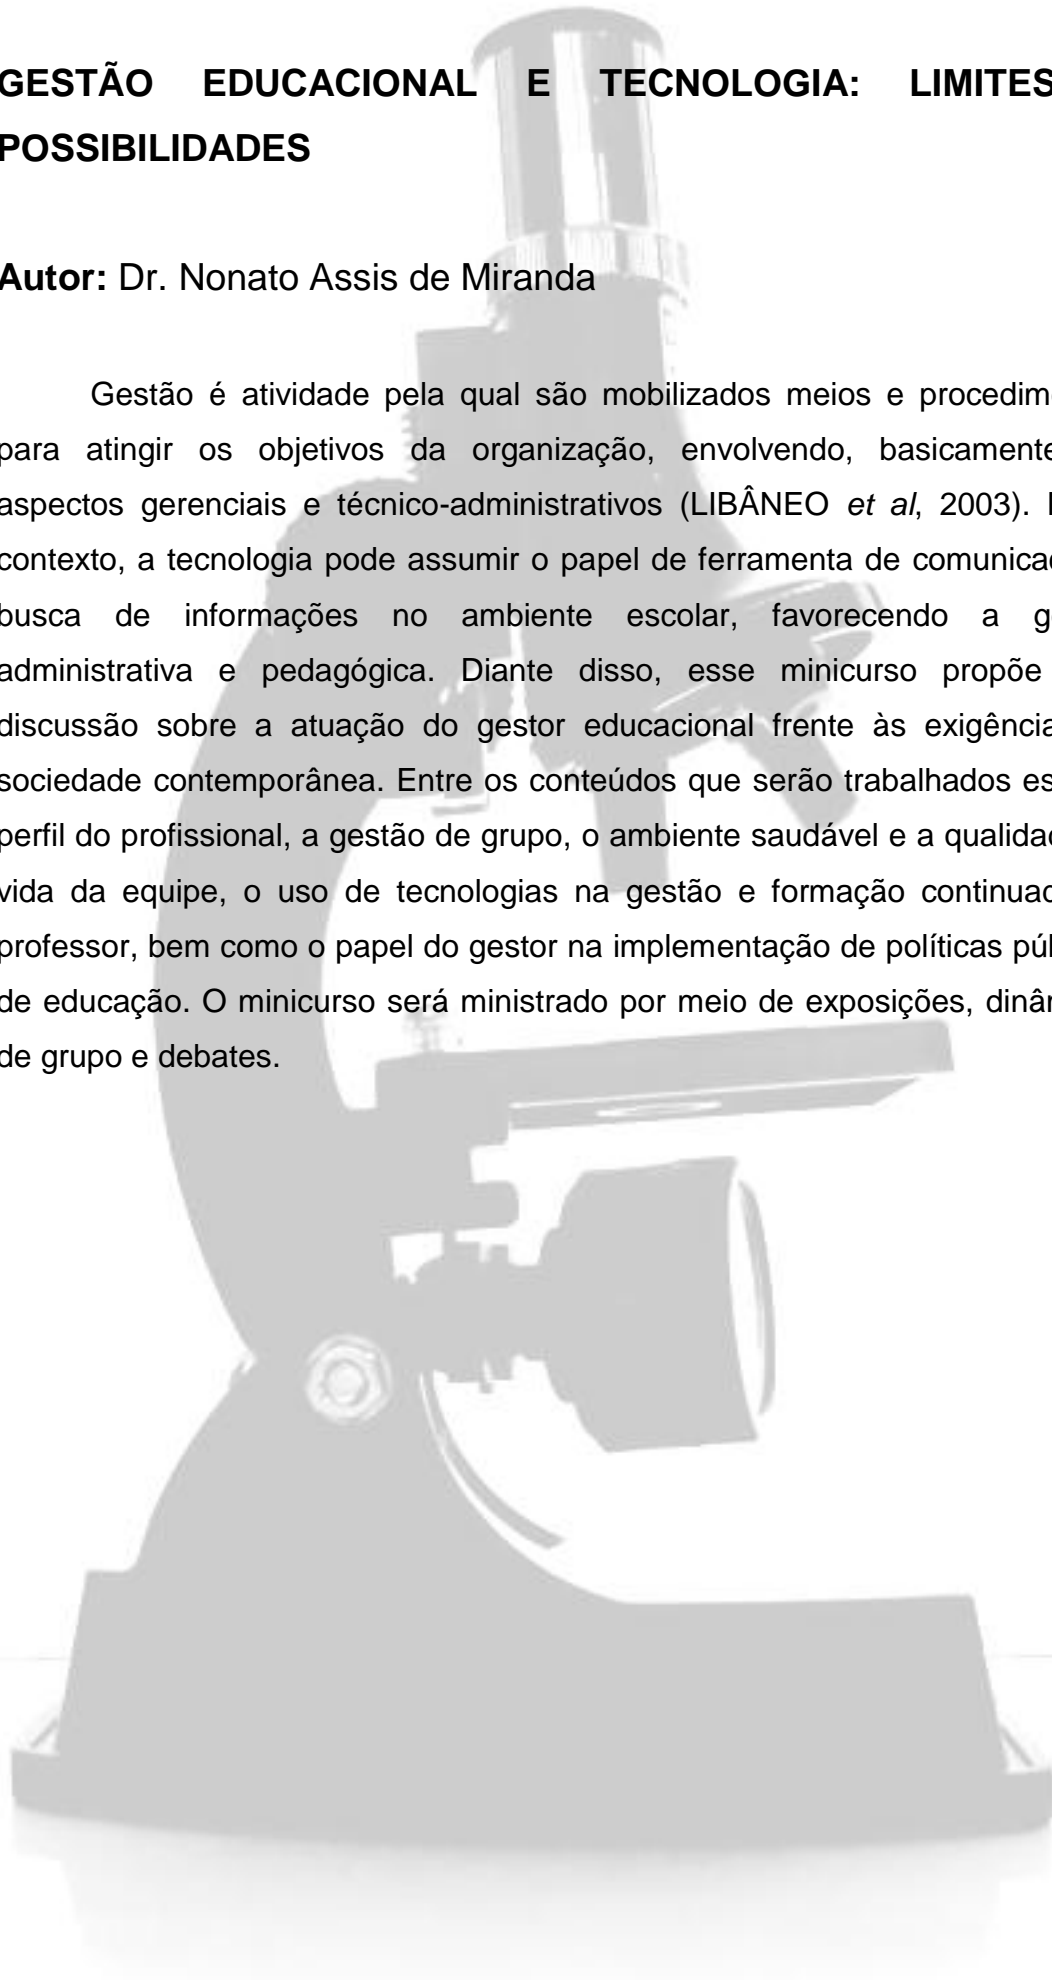 GESTÃO EDUCACIONAL E TECNOLOGIA: LIMITES
POSSIBILIDADES
Autor: Dr. Nonato Assis de Miranda
Gestão é atividade pela qual são mobilizados meios e procedim
para atingir os objetivos da organização, envolvendo, basicamente
aspectos gerenciais e técnico-administrativos (LIBÂNEO et al, 2003).
contexto, a tecnologia pode assumir o papel de ferramenta de comunicaç
busca de informações no ambiente escolar, favorecendo a g
administrativa e pedagógica. Diante disso, esse minicurso propõe
discussão sobre a atuação do gestor educacional frente às exigência
sociedade contemporânea. Entre os conteúdos que serão trabalhados es
perfil do profissional, a gestão de grupo, o ambiente saudável e a qualidad
vida da equipe, o uso de tecnologias na gestão e formação continuad
professor, bem como o papel do gestor na implementação de políticas púb
de educação. O minicurso será ministrado por meio de exposições, dinâm
de grupo e debates.